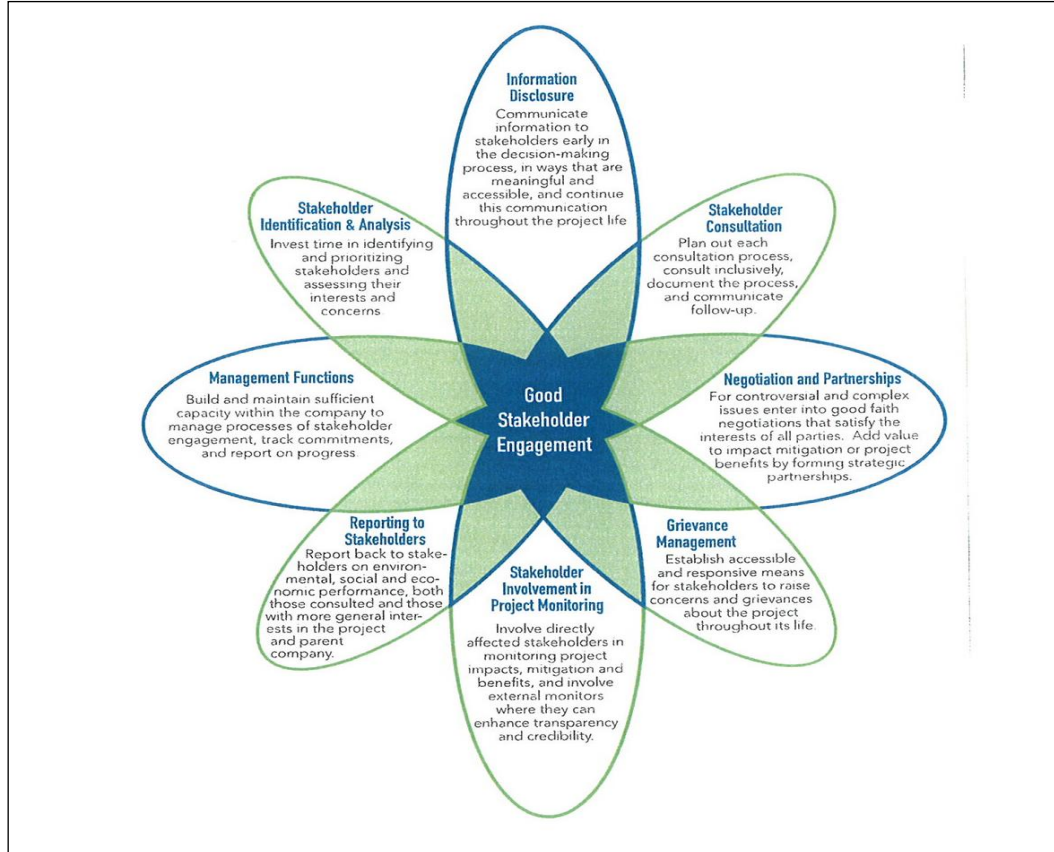 Information
Disclosure
Communicate
information to
stakeholders early in
the decision-making
process, in ways that are
meaningful and
accessible, and continue
this communication
throughout the project life
Stakeholder
Identification & Analysis
Invest time in identifying
and prioritizing
stakeholders and
assessing their
interests and
concerns
Stakeholder
Consultation
Plan out each
consultation process,
consult inclusively,
document the process,
and communicate
follow-up.
Management Functions
Build and maintain sufficient
capacity within the company to
manage processes of stakeholder
engagement, track commitments,
and report on progress
Good
Stakeholder
Engagement
Negotiation and Partnerships
For controversial and complex
issues enter into good faith
negotiations that satisfy the
interests of all parties. Add value
to impact mitigation or project
benefits by forming strategic
partnerships.
Reporting to
Stakeholders
Report back to stake-
holders on environ-
mental, social and eco-
nomic performance, both
those consulted and those
with more general inter-
ests in the project
and parent
company.
Stakeholder
Involvement in
Project Monitoring
Involve directly
affected stakeholders in
monitoring project
impacts, mitigation and
benefits, and involve
external monitors
where they can
enhance transparency
and credibility.
Grievance
Management
Establish accessible
and responsive means
for stakeholders to raise
concerns and grievances
about the project
throughout its life.